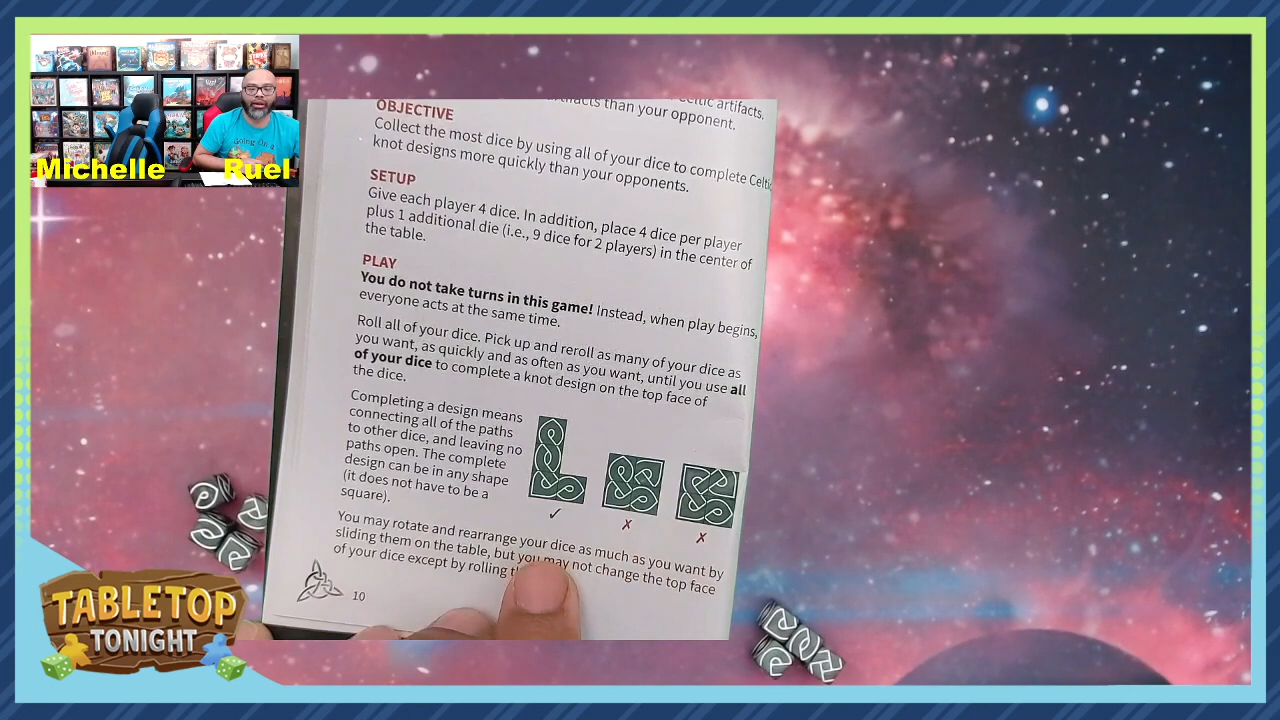 Michelle
Ruel
Going On a
eltic artifacts.
artifacts than your opponent.
OBJECTIVE
Collect the most dice by using all of your dice to complete Celtic
knot designs more quickly than your opponents.
SETUP
Give each player 4 dice. In addition, place 4 dice per player
plus 1 additional die (i.e., 9 dice for 2 players) in the center of
the table.
PLAY
You do not take turns in this game! Instead, when play begins,
everyone acts at the same time.
Roll all of your dice. Pick up and reroll as many of your dice as
you want, as quickly and as often as you want, until you use all
of your dice to complete a knot design on the top face of
the dice.
Completing a design means
connecting all of the paths
to other dice, and leaving no
paths open. The complete
design can be in any shape
(it does not have to be a
square).
✓
✗
✗
You may rotate and rearrange your dice as much as you want by
sliding them on the table, but you may not change the top face
of your dice except by rolling
10
TABLETOP
TONIGHT